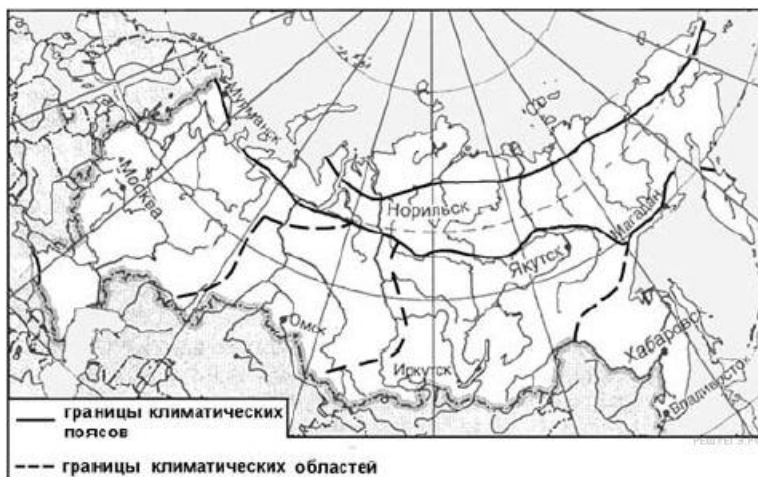 Мурманск
Москва
Норильск
Магадан
Якутск
Омск
Иркутск
Хабаровск
Владивосток
границы климатических
поясов
границы климатических областей